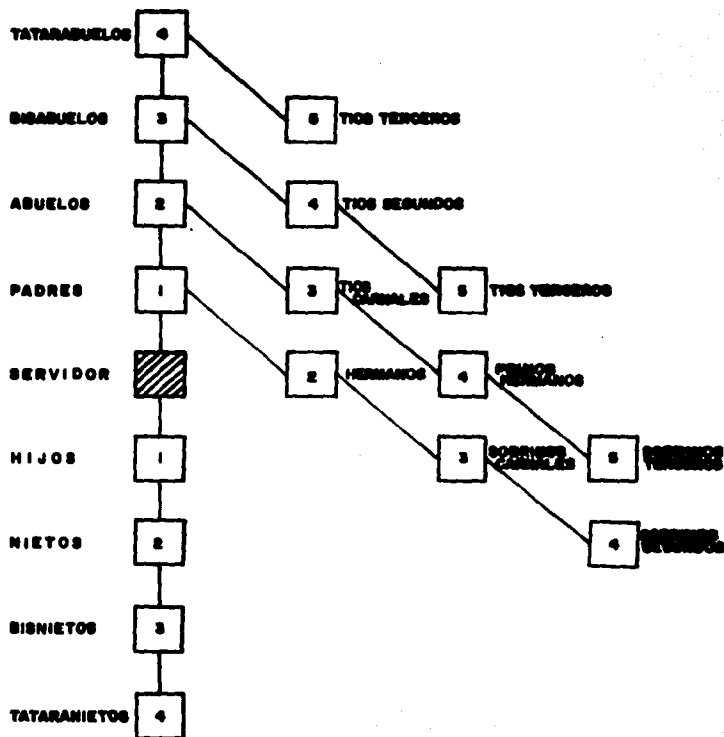 TATARABUELOS 4
BISABUELOS 3 5 TIOS TERCEROS
ABUELOS 2 4 TIOS SEGUNDOS
PADRES 1 3 TIOS CARNALES 5 TIOS TERCEROS
SERVIDOR 2 HERMANOS 4 PRIMOS HERMANOS
HIJOS 1 3 SOBRINOS CARNALES 5 SOBRINOS TERCEROS
NIETOS 2 4 SOBRINOS SEGUNDOS
BISNIETOS 3
TATARANIETOS 4